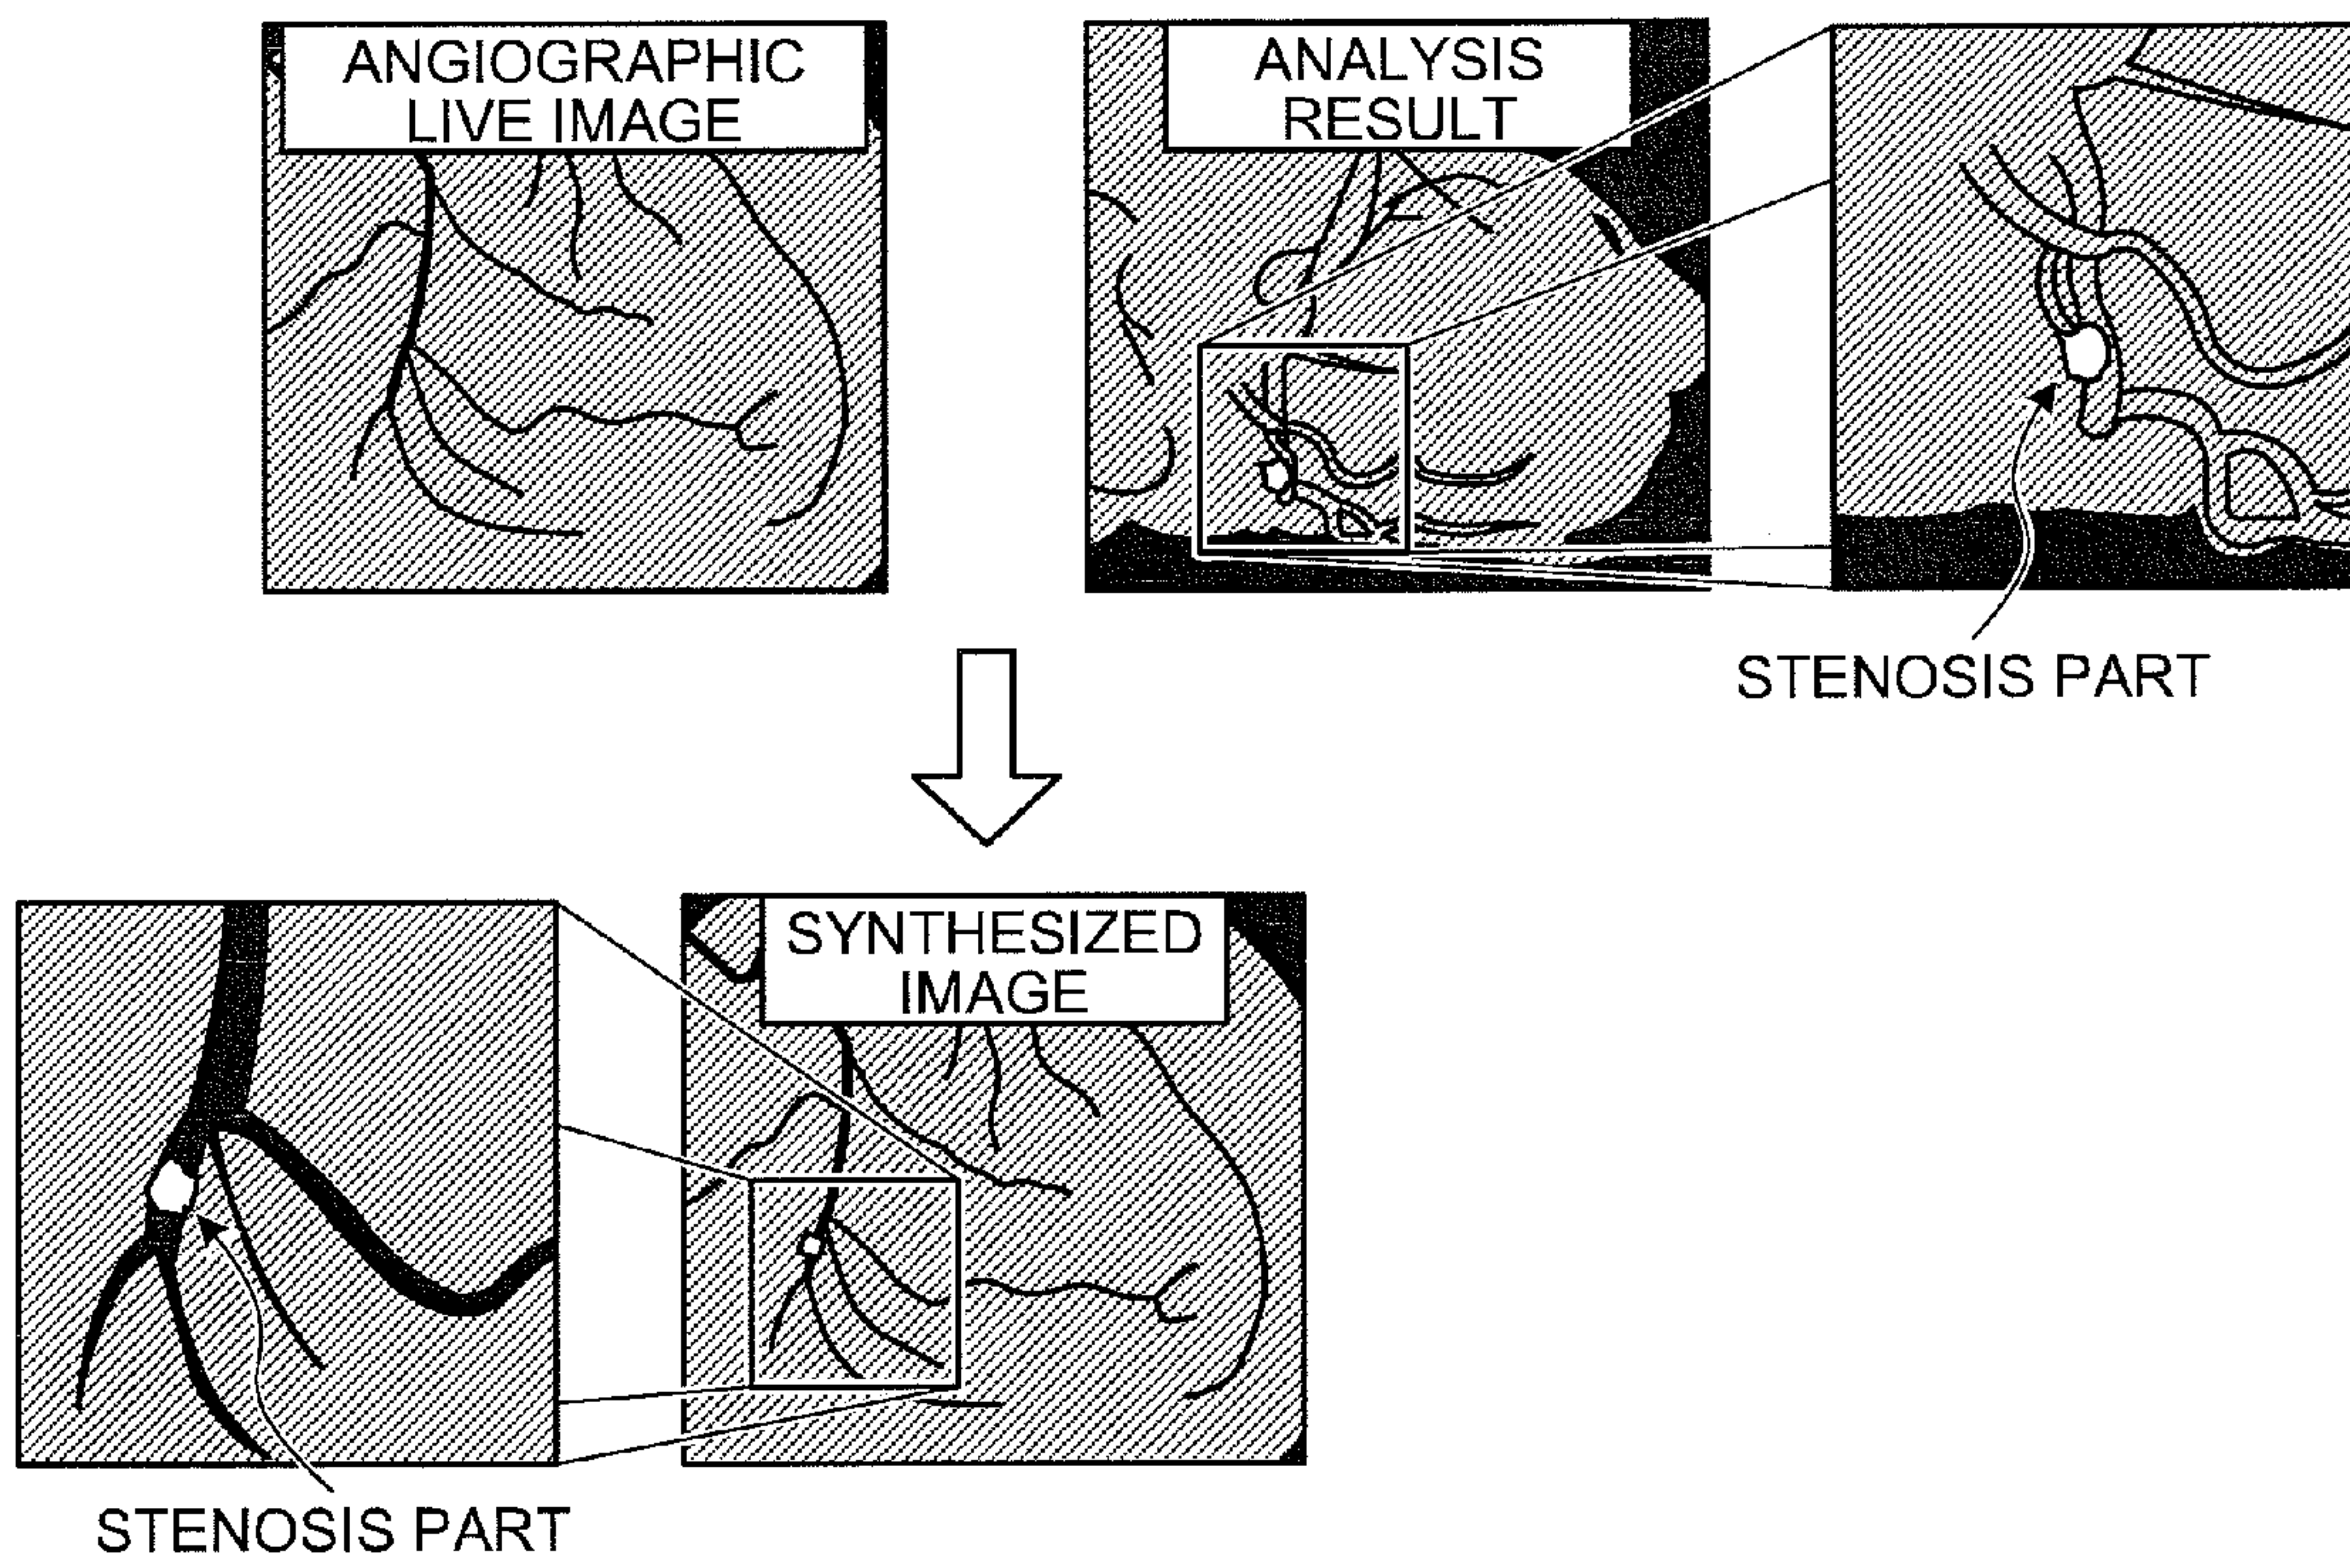 ANGIOGRAPHIC
LIVE IMAGE
ANALYSIS
RESULT
STENOSIS PART
SYNTHESIZED
IMAGE
STENOSIS PART